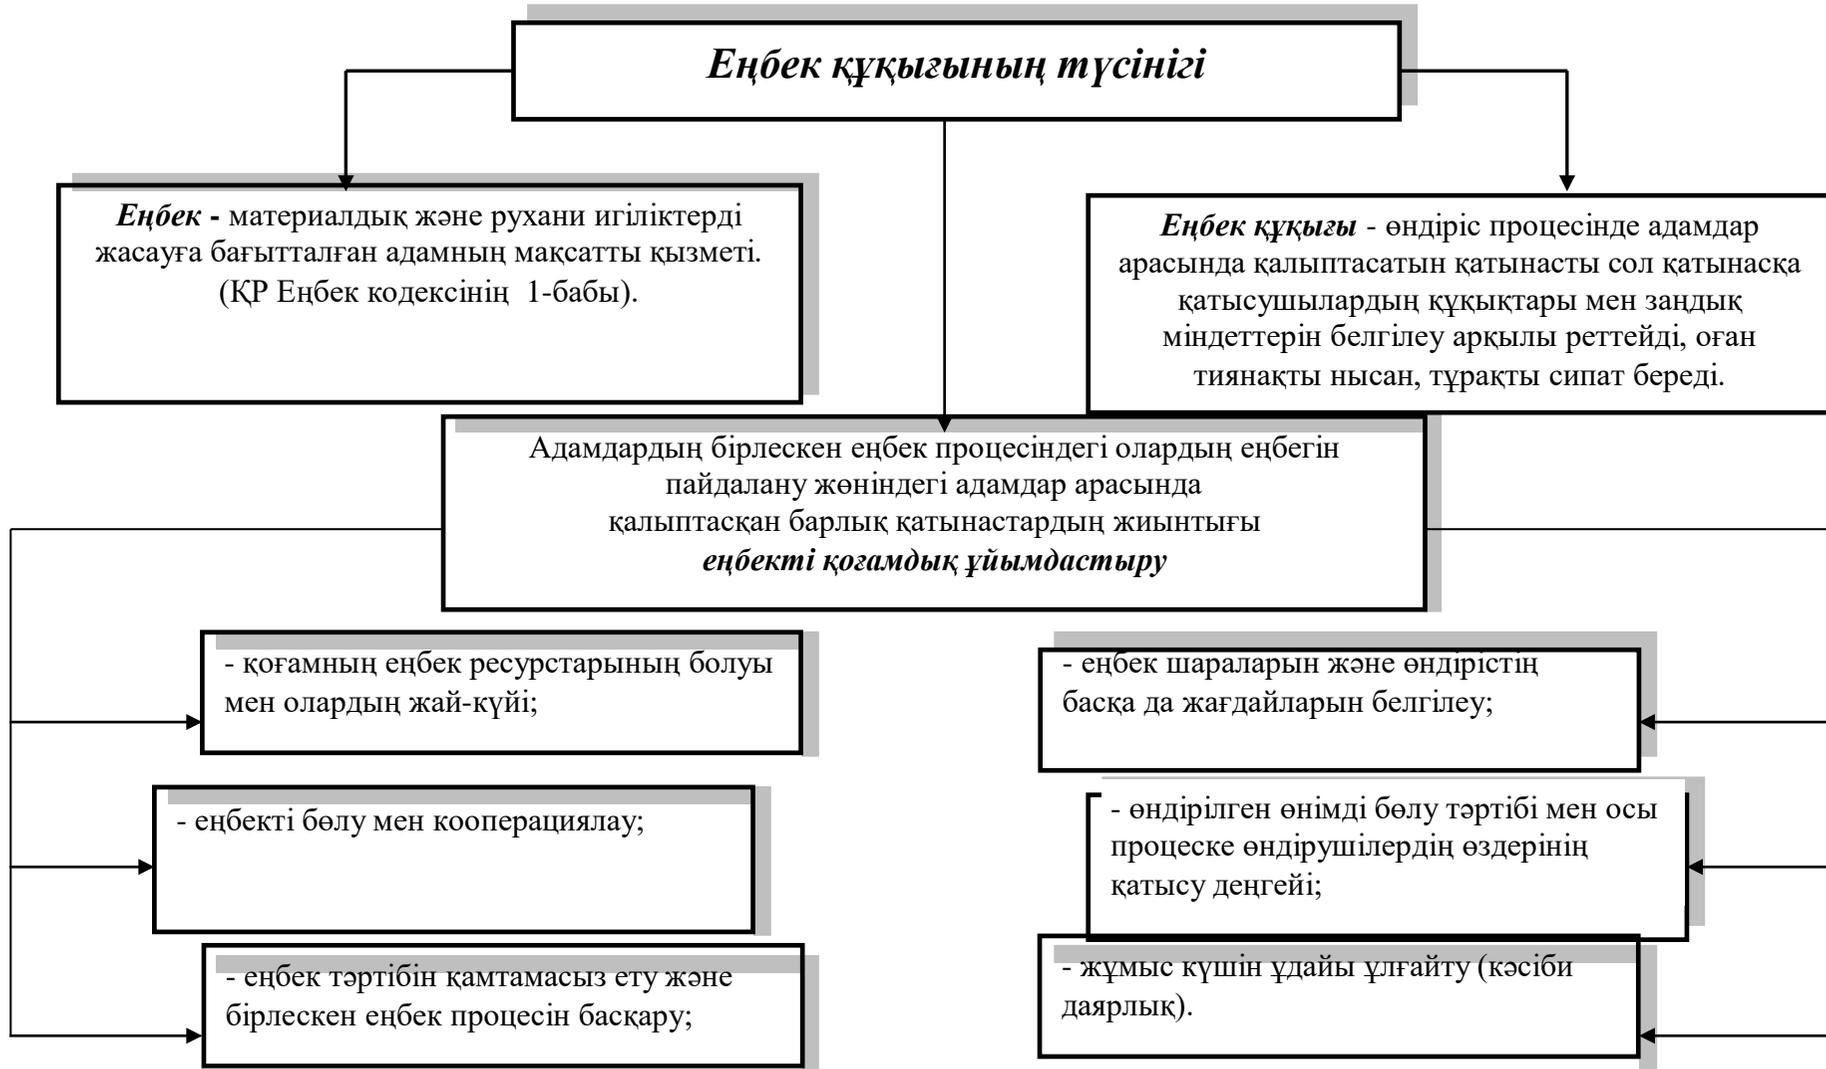 Еңбек құқығының түсінігі
Еңбек - материалдық және рухани игіліктерді
жасауға бағытталған адамның мақсатты қызметі.
(ҚР Еңбек кодексінің 1-бабы).
Еңбек құқығы - өндіріс процесінде адамдар
арасында қалыптасатын қатынасты сол қатынасқа
қатысушылардың құқықтары мен заңдық
міндеттерін белгілеу арқылы реттейді, оған
тиянақты нысан, тұрақты сипат береді.
Адамдардың бірлескен еңбек процесіндегі олардың еңбегін
пайдалану жөніндегі адамдар арасында
қалыптасқан барлық қатынастардың жиынтығы
еңбекті қоғамдық ұйымдастыру
- қоғамның еңбек ресурстарының болуы
мен олардың жай-күйі;
- еңбекті бөлу мен кооперациялау;
- еңбек тәртібін қамтамасыз ету және
бірлескен еңбек процесін басқару;
- еңбек шараларын және өндірістің
басқа да жағдайларын белгілеу;
- өндірілген өнімді бөлу тәртібі мен осы
процеске өндірушілердің өздерінің
қатысу деңгейі;
- жұмыс күшін ұдайы ұлғайту (кәсіби
даярлық).